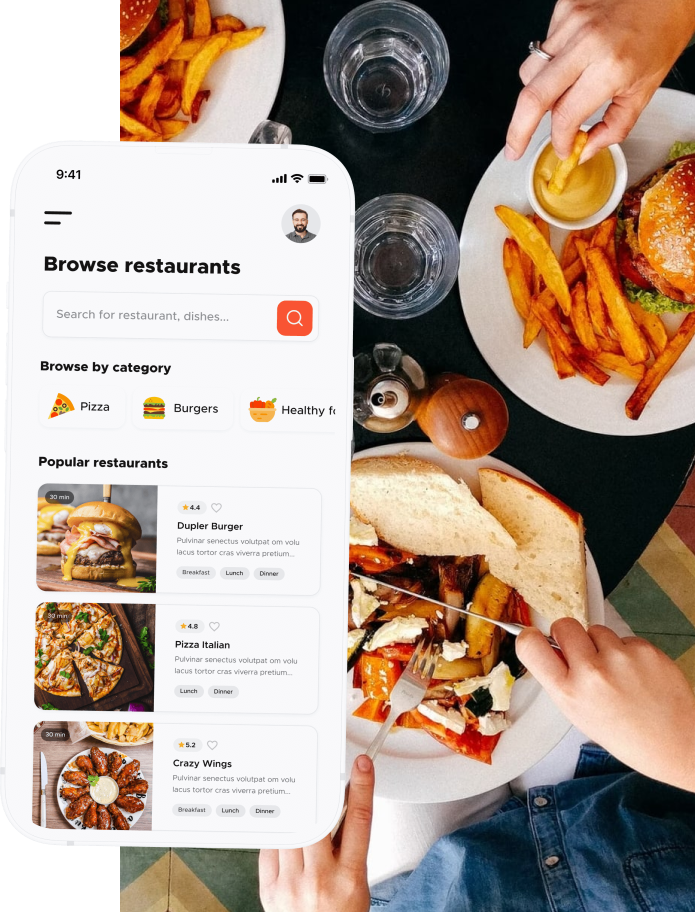 9:41
Browse restaurants
Search for restaurant, dishes...
Browse by category
Pizza
Burgers
Healthy fo
Popular restaurants
30 min
4.4
Dupler Burger
Pulvinar senectus volutpat om volu
lacus tortor cras viverra pretium...
Breakfast
Lunch
Dinner
30 min
4.8
Pizza Italian
Pulvinar senectus volutpat om volu
lacus tortor cras viverra pretium...
Lunch
Dinner
30 min
5.2
Crazy Wings
Pulvinar senectus volutpat om volu
lacus tortor cras viverra pretium...
Breakfast
Lunch
Dinner